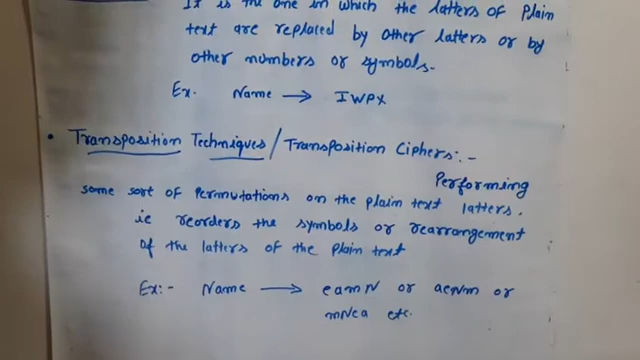 It is the one in which the latters of Plain
text are replaced by other latters or by
other numbers or symbols.
Ex. Name → IWPX
• Transposition Techniques / Transposition Ciphers:-
Performing
some sort of Permutations on the plain text latters.
ie reorders the symbols or rearrangement
of the latters of the Plain text
Ex:- Name → eamN or aeNm or
mNea etc.